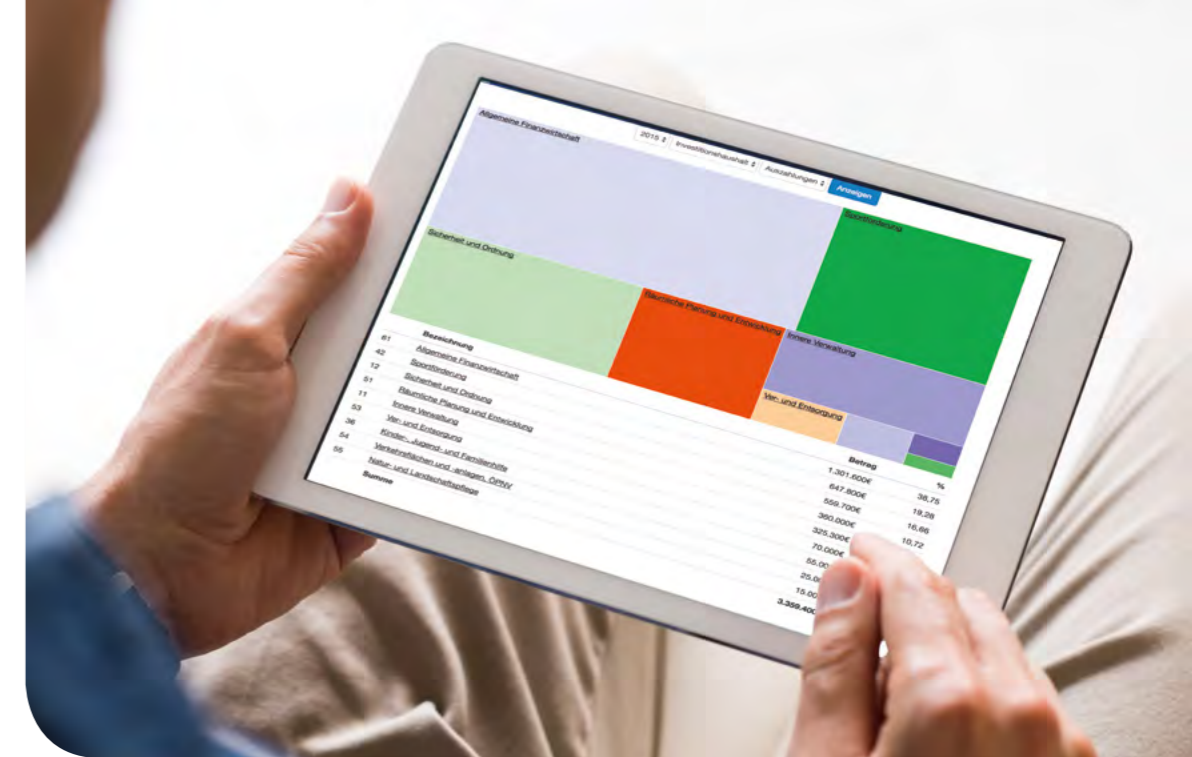 2015 Investitionshaushalt Auszahlungen Anzeigen
Allgemeine Finanzwirtschaft
Sportförderung
Sicherheit und Ordnung
Räumliche Planung und Entwicklung
Innere Verwaltung
Ver- und Entsorgung
Bezeichnung Betrag %
61 Allgemeine Finanzwirtschaft 1.301.600€ 38,75
42 Sportförderung 647.800€ 19,28
12 Sicherheit und Ordnung 559.700€ 16,66
51 Räumliche Planung und Entwicklung 360.000€ 10,72
11 Innere Verwaltung 325.300€
53 Ver- und Entsorgung 70.000€
36 Kinder-, Jugend- und Familienhilfe
54 Verkehrsflächen und -anlagen, ÖPNV
55 Natur- und Landschaftspflege
Summe